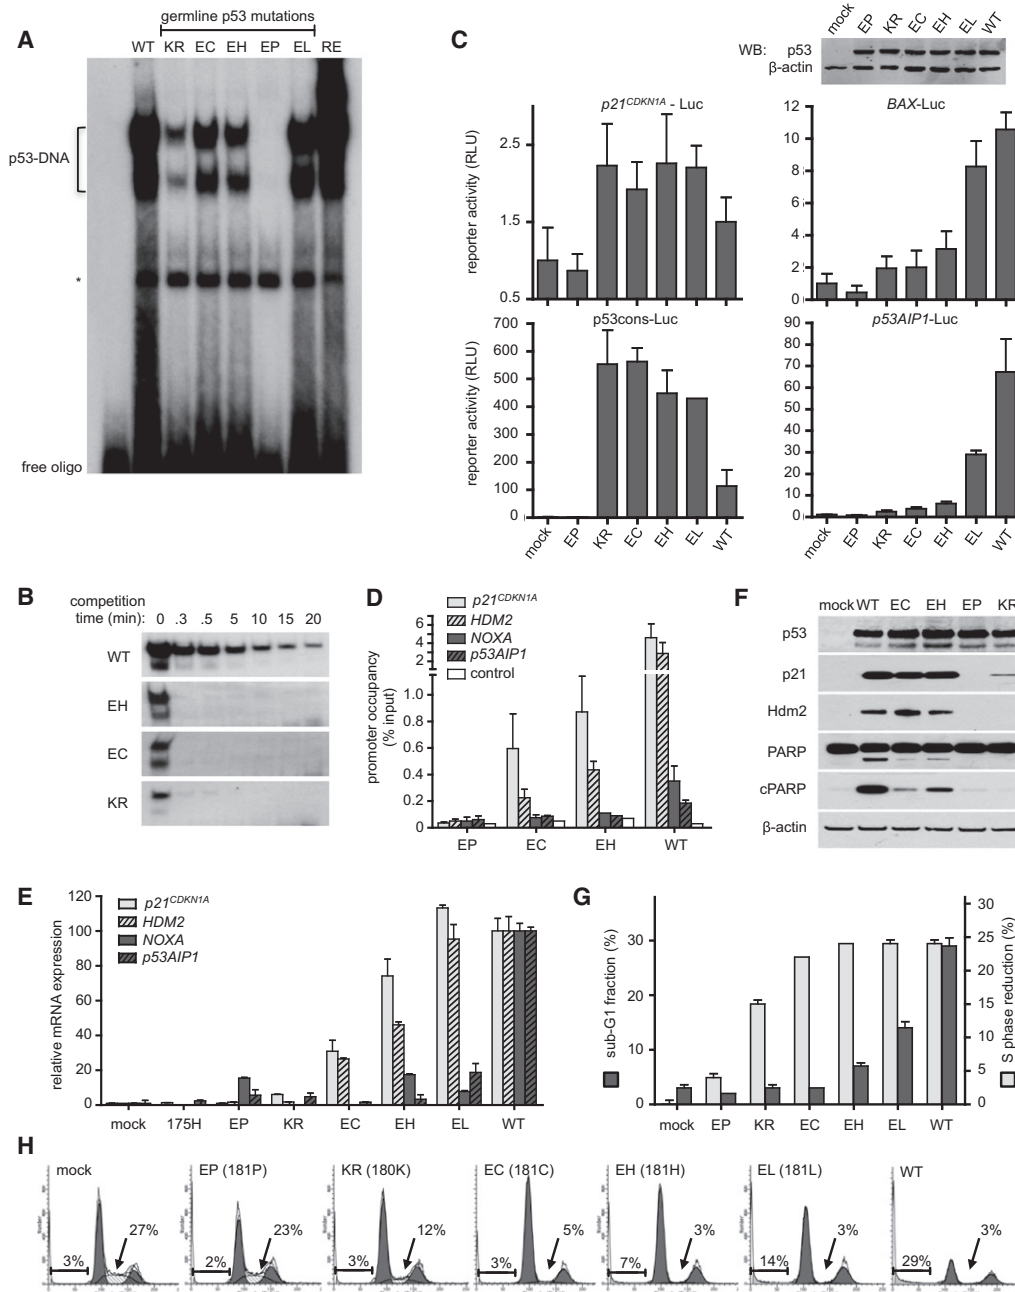 germline p53 mutations
A
WT KR EC EH EP EL RE
p53-DNA
*
free oligo
C
mock EP KR EC EH EL WT
WB: p53
β-actin
p21CDKN1A - Luc
reporter activity (RLU)
2.5
1.5
0.5
BAX-Luc
12
10
8
6
4
2
0
p53cons-Luc
reporter activity (RLU)
700
600
500
400
300
200
100
0
mock EP KR EC EH EL WT
p53AIP1-Luc
90
80
70
60
50
40
30
20
10
0
mock EP KR EC EH EL WT
B
competition
time (min): 0 .3 .5 5 10 15 20
WT
EH
EC
KR
D
p21CDKN1A
HDM2
NOXA
p53AIP1
control
promoter occupancy
(% input)
6
5
4
3
2
1.0
0.8
0.6
0.4
0.2
0
EP EC EH WT
F
mock WT EC EH EP KR
p53
p21
Hdm2
PARP
cPARP
β-actin
E
p21CDKN1A
HDM2
NOXA
p53AIP1
relative mRNA expression
120
100
80
60
40
20
0
mock 175H EP KR EC EH EL WT
G
sub-G1 fraction (%)
30
20
10
0
S phase reduction (%)
30
25
20
15
10
5
0
mock EP KR EC EH EL WT
H
mock
27%
3%
EP (181P)
23%
2%
KR (180K)
12%
3%
EC (181C)
5%
3%
EH (181H)
3%
7%
EL (181L)
3%
14%
WT
3%
29%